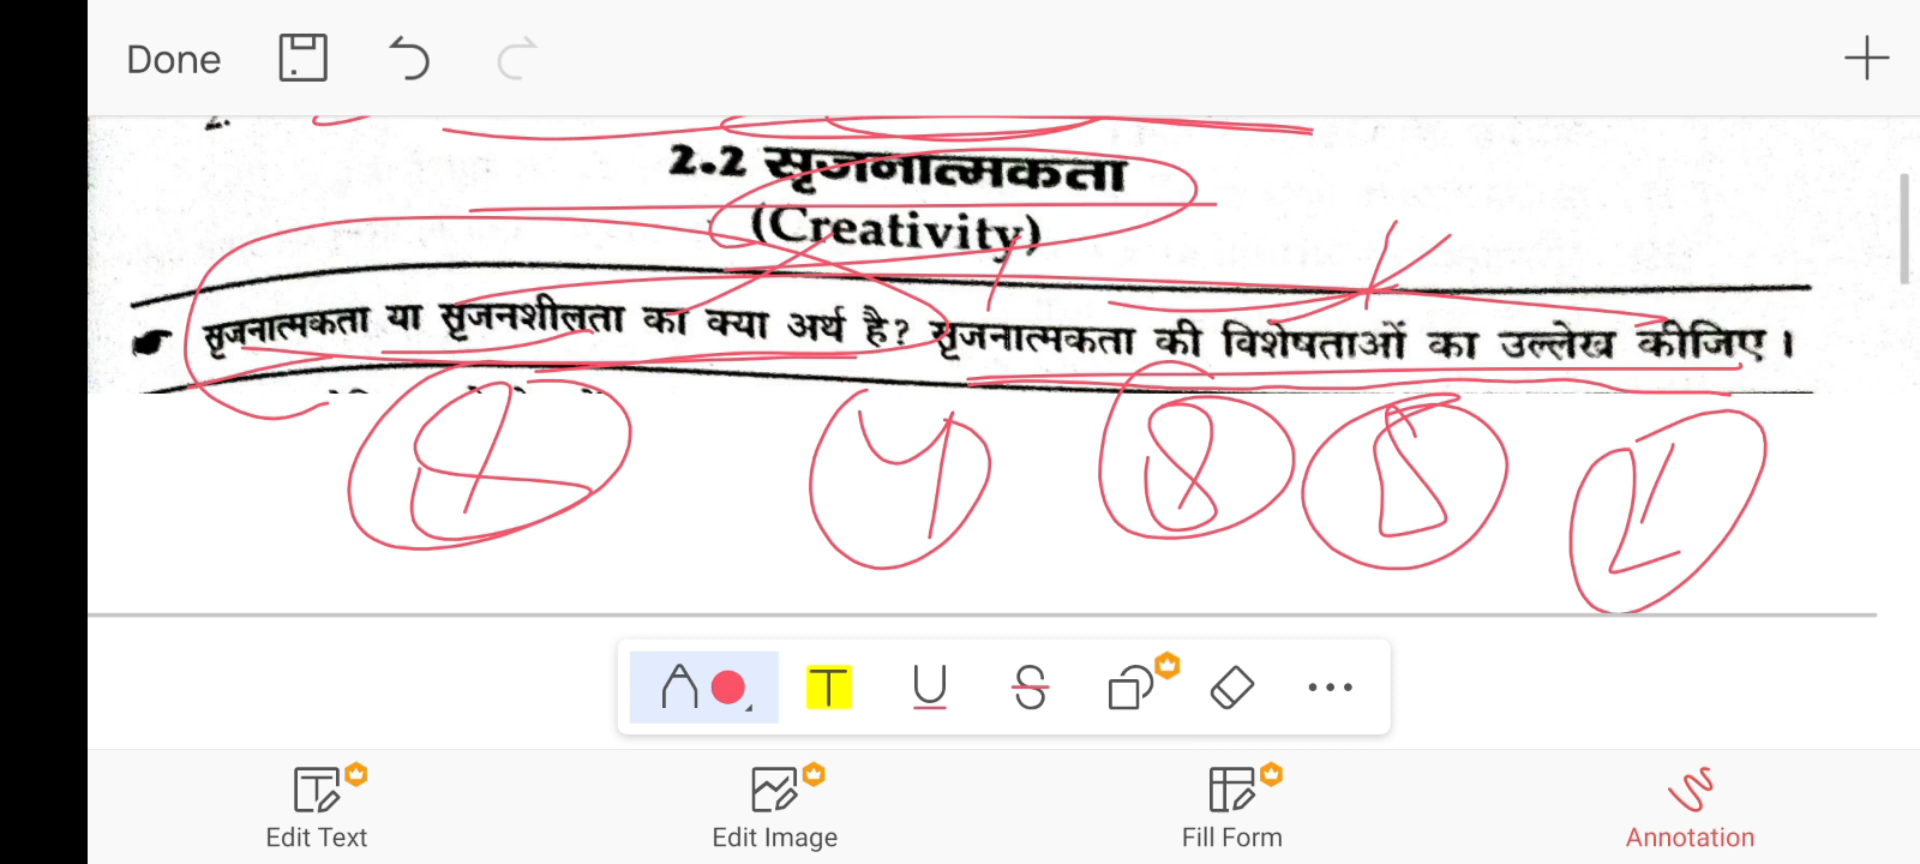 Done
2.
2.2 सृजनात्मकता
(Creativity)
सृजनात्मकता या सृजनशीलता का क्या अर्थ है? सृजनात्मकता की विशेषताओं का उल्लेख कीजिए।
T U S
Edit Text Edit Image Fill Form Annotation